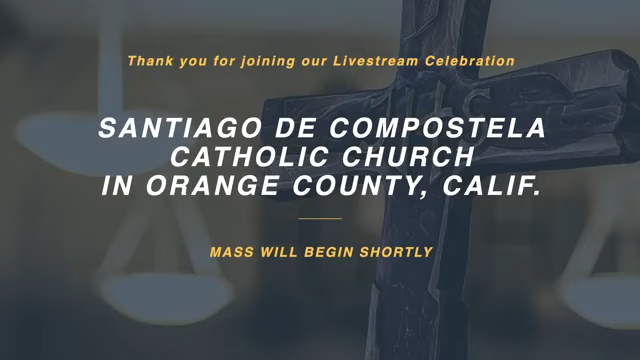 Thank you for joining our Livestream Celebration
SANTIAGO DE COMPOSTELA
CATHOLIC CHURCH
IN ORANGE COUNTY, CALIF.
MASS WILL BEGIN SHORTLY